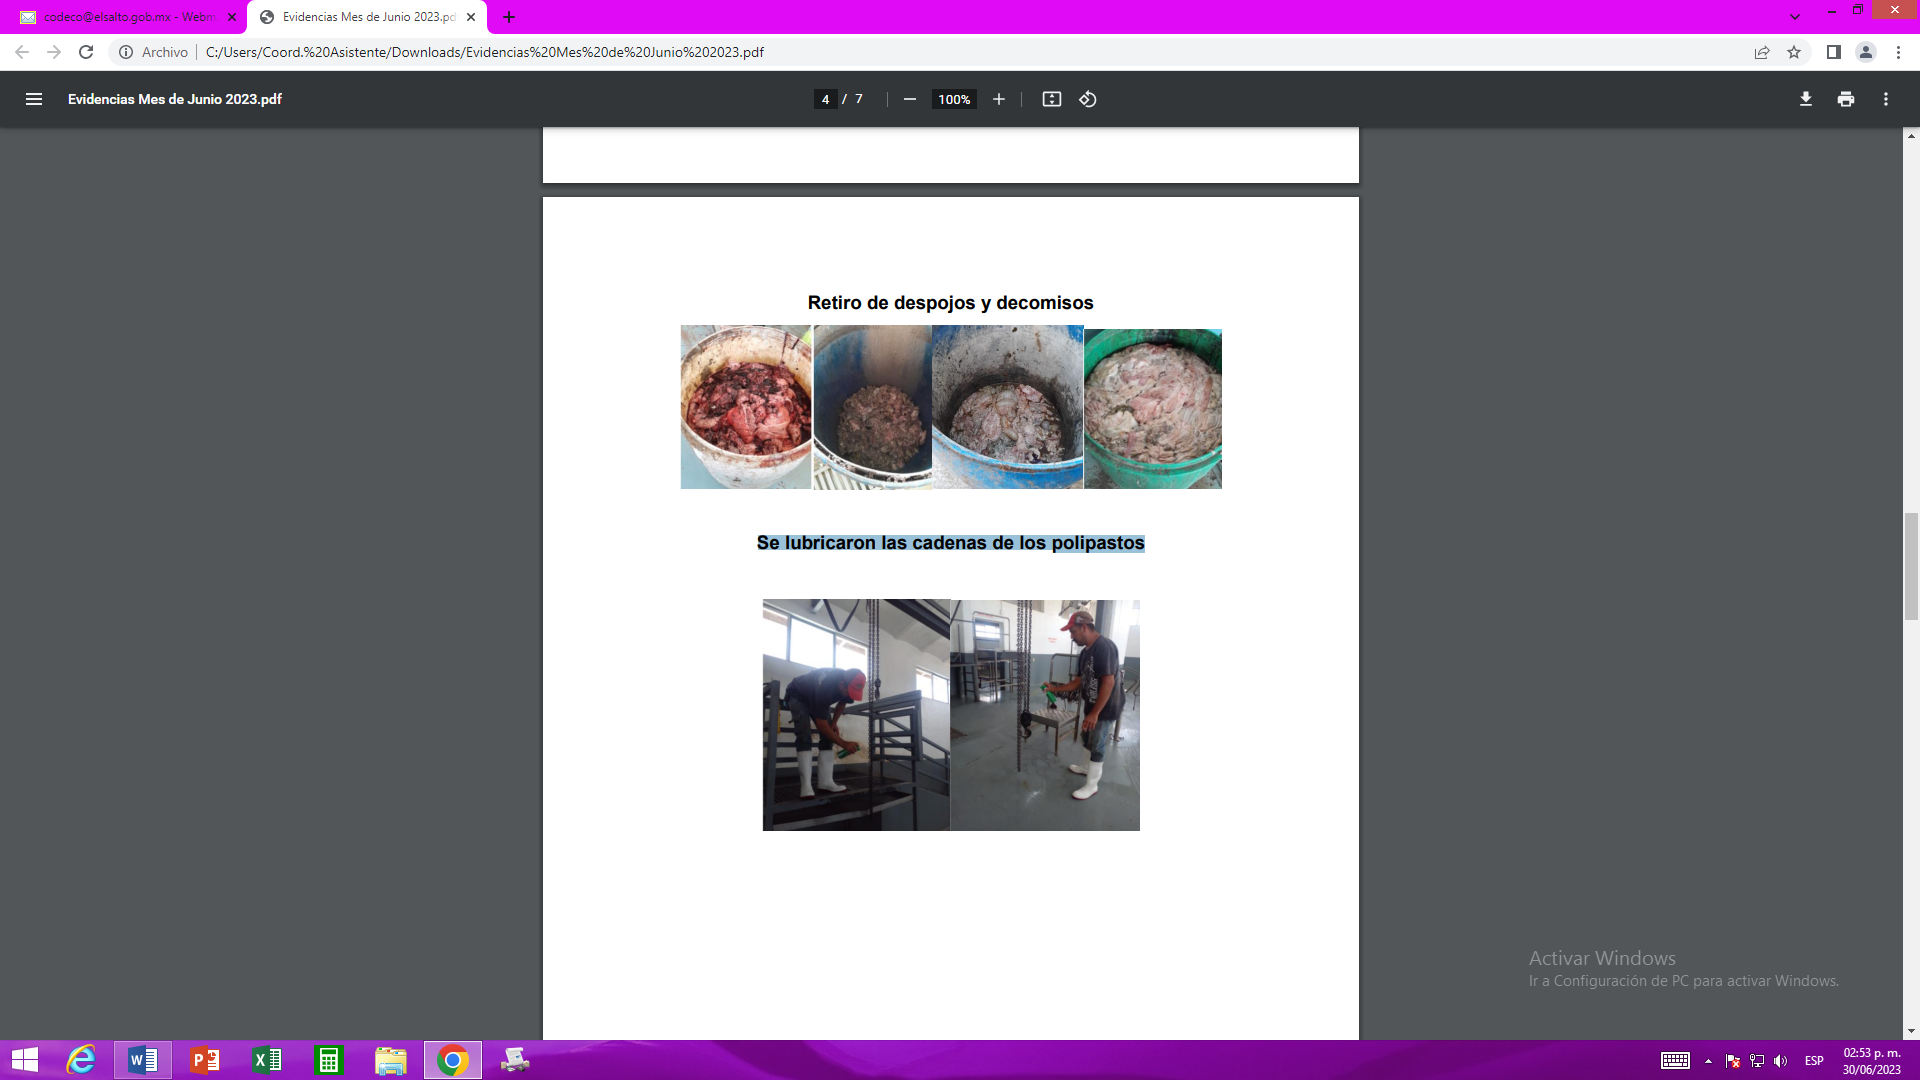 codeco@elsalto.gob.mx - Webm
Evidencias Mes de Junio 2023.pd
Archivo
C:/Users/Coord.%20Asistente/Downloads/Evidencias%20Mes%20de%20Junio%202023.pdf
Evidencias Mes de Junio 2023.pdf
4 / 7
100%
Retiro de despojos y decomisos
Se lubricaron las cadenas de los polipastos
Activar Windows
Ir a Configuración de PC para activar Windows.
ESP
02:53 p. m.
30/06/2023